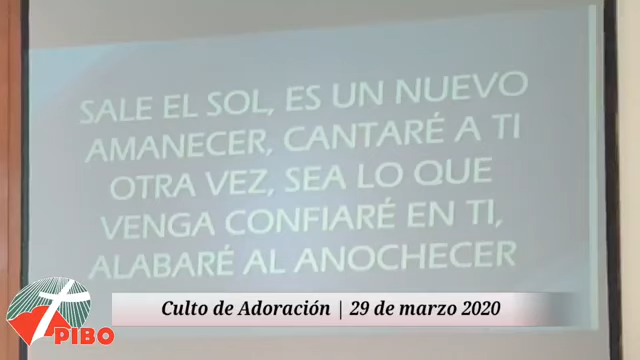 SALE EL SOL, ES UN NUEVO
AMANECER, CANTARÉ A TI
OTRA VEZ, SEA LO QUE
VENGA CONFIARÉ EN TI,
ALABARÉ AL ANOCHECER
Culto de Adoración | 29 de marzo 2020
PIBO